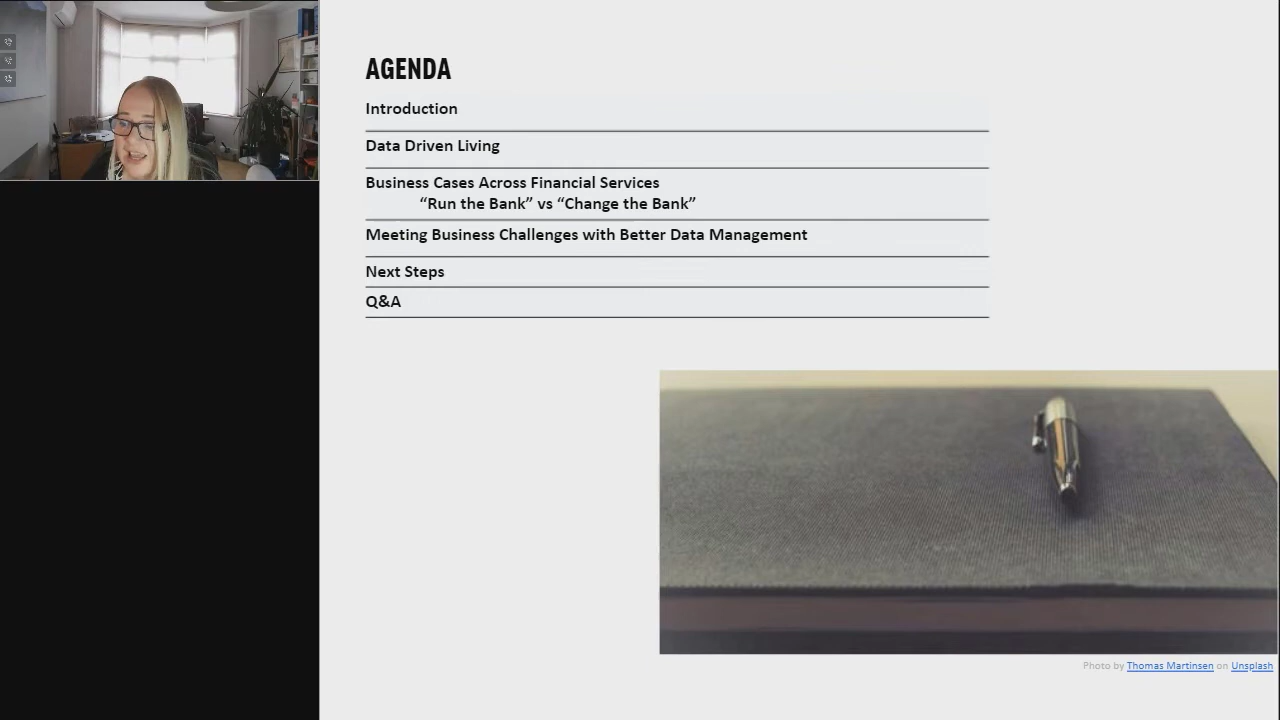 AGENDA
Introduction
Data Driven Living
Business Cases Across Financial Services
“Run the Bank” vs “Change the Bank”
Meeting Business Challenges with Better Data Management
Next Steps
Q&A
Photo by Thomas Martinsen on Unsplash